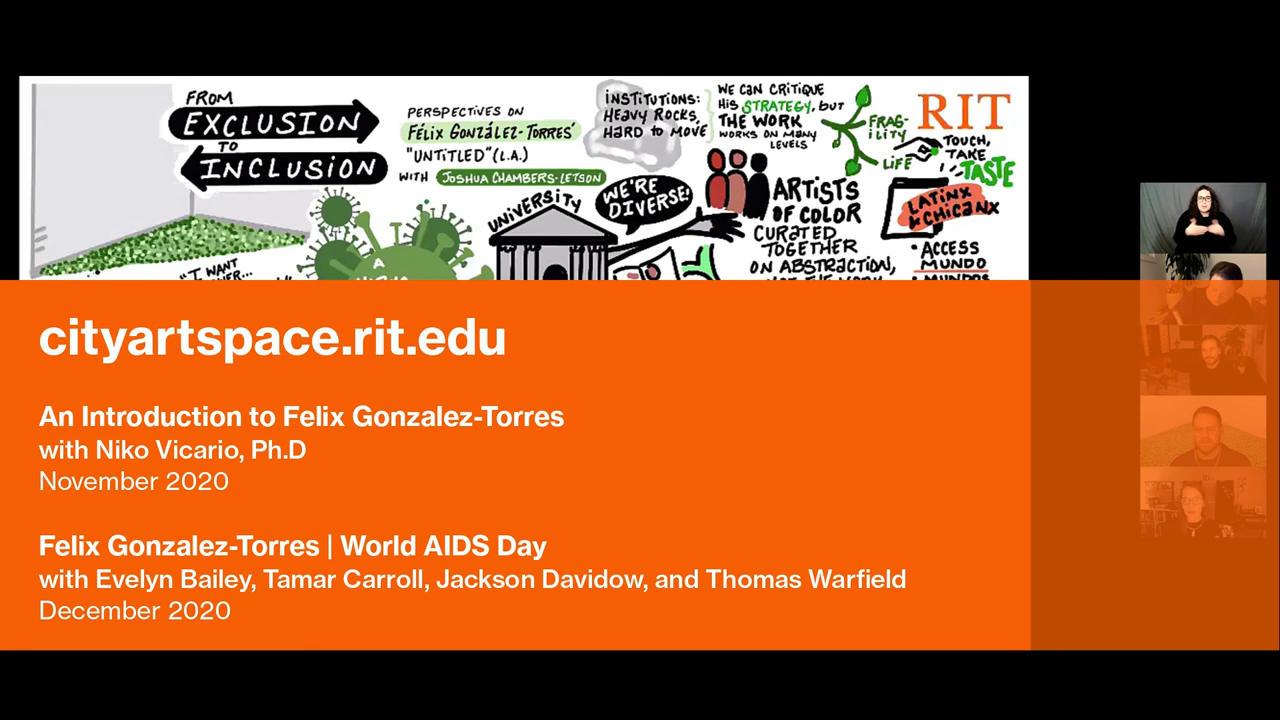 FROM
EXCLUSION
TO
INCLUSION
PERSPECTIVES ON
FÉLIX GONZÁLEZ-TORRES'
"UNTITLED" (L.A.)
WITH JOSHUA CHAMBERS-LETSON
INSTITUTIONS:
HEAVY ROCKS,
HARD to MOVE
WE CAN CRITIQUE
HIS STRATEGY, BUT
THE WORK
WORKS ON MANY
LEVELS
FRAG-
ILITY
LIFE
RIT
TOUCH,
TAKE
TASTE
UNIVERSITY
WE'RE
DIVERSE!
ARTISTS
OF COLOR
CURATED
TOGETHER
ON ABSTRACTION,
LATINX
& CHICANX
• ACCESS
MUNDO
• MUNDOS
"I WANT
A
cityartspace.rit.edu
An Introduction to Felix Gonzalez-Torres
with Niko Vicario, Ph.D
November 2020
Felix Gonzalez-Torres | World AIDS Day
with Evelyn Bailey, Tamar Carroll, Jackson Davidow, and Thomas Warfield
December 2020